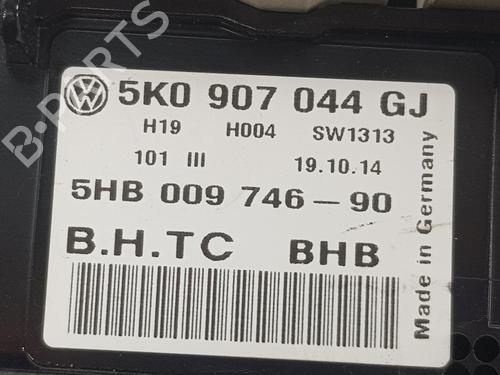 5K0 907 044 GJ
H19 H004 SW1313
101 III 19.10.14
5HB 009 746-90
B.H.TC BHB
Made in Germany
B-PARTS